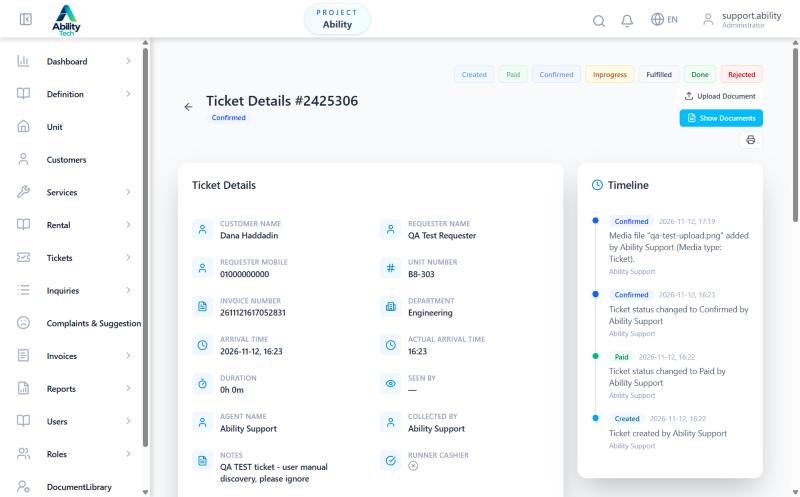 Ability
Tech
PROJECT
Ability
EN
support.ability
Administrator
Dashboard
Definition
Unit
Customers
Services
Rental
Tickets
Inquiries
Complaints & Suggestion
Invoices
Reports
Users
Roles
DocumentLibrary
Created
Paid
Confirmed
Inprogress
Fulfilled
Done
Rejected
Ticket Details #2425306
Confirmed
Upload Document
Show Documents
Ticket Details
CUSTOMER NAME
Dana Haddadin
REQUESTER NAME
QA Test Requester
REQUESTER MOBILE
01000000000
UNIT NUMBER
B8-303
INVOICE NUMBER
2611121617052831
DEPARTMENT
Engineering
ARRIVAL TIME
2026-11-12, 16:23
ACTUAL ARRIVAL TIME
16:23
DURATION
0h 0m
SEEN BY
—
AGENT NAME
Ability Support
COLLECTED BY
Ability Support
NOTES
QA TEST ticket - user manual
discovery, please ignore
RUNNER CASHIER
Timeline
Confirmed 2026-11-12, 17:19
Media file "qa-test-upload.png" added
by Ability Support (Media type:
Ticket).
Ability Support
Confirmed 2026-11-12, 16:23
Ticket status changed to Confirmed by
Ability Support
Ability Support
Paid 2026-11-12, 16:22
Ticket status changed to Paid by
Ability Support
Ability Support
Created 2026-11-12, 16:22
Ticket created by Ability Support
Ability Support